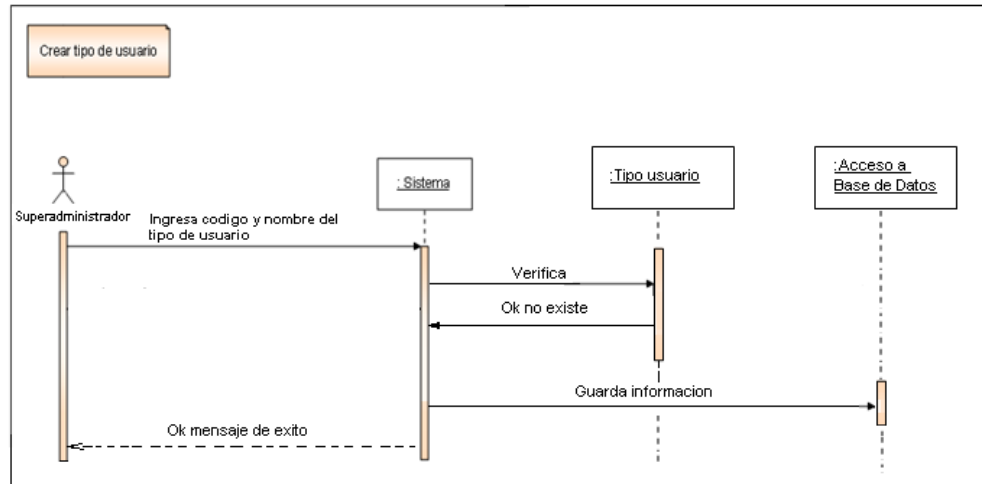 Crear tipo de usuario
: Sistema
:Tipo usuario
:Acceso a
Base de Datos
Superadministrador
Ingresa codigo y nombre del
tipo de usuario
Verifica
Ok no existe
Guarda informacion
Ok mensaje de exito